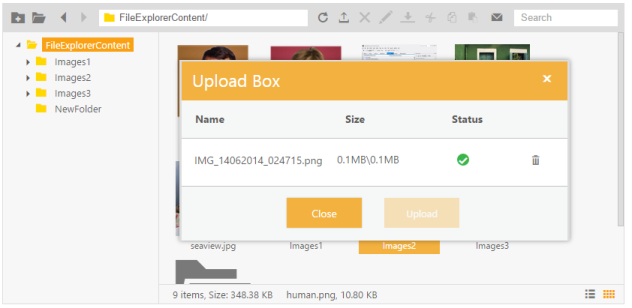 FileExplorerContent/
Search
FileExplorerContent
Images1
Images2
Images3
NewFolder
Upload Box
Name Size Status
IMG_14062014_024715.png 0.1MB\0.1MB
Close Upload
seaview.jpg Images1 Images2 Images3
9 items, Size: 348.38 KB human.png, 10.80 KB